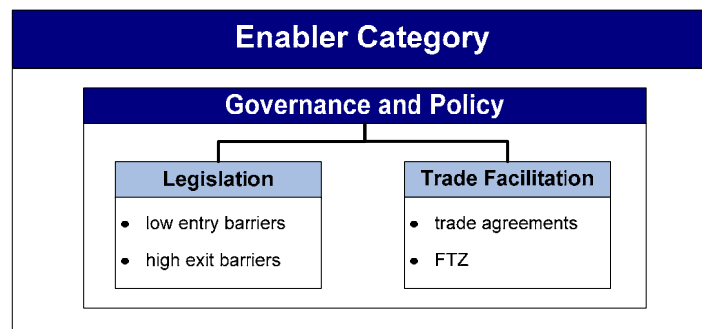 Enabler Category
Governance and Policy
Legislation
• low entry barriers
• high exit barriers
Trade Facilitation
• trade agreements
• FTZ